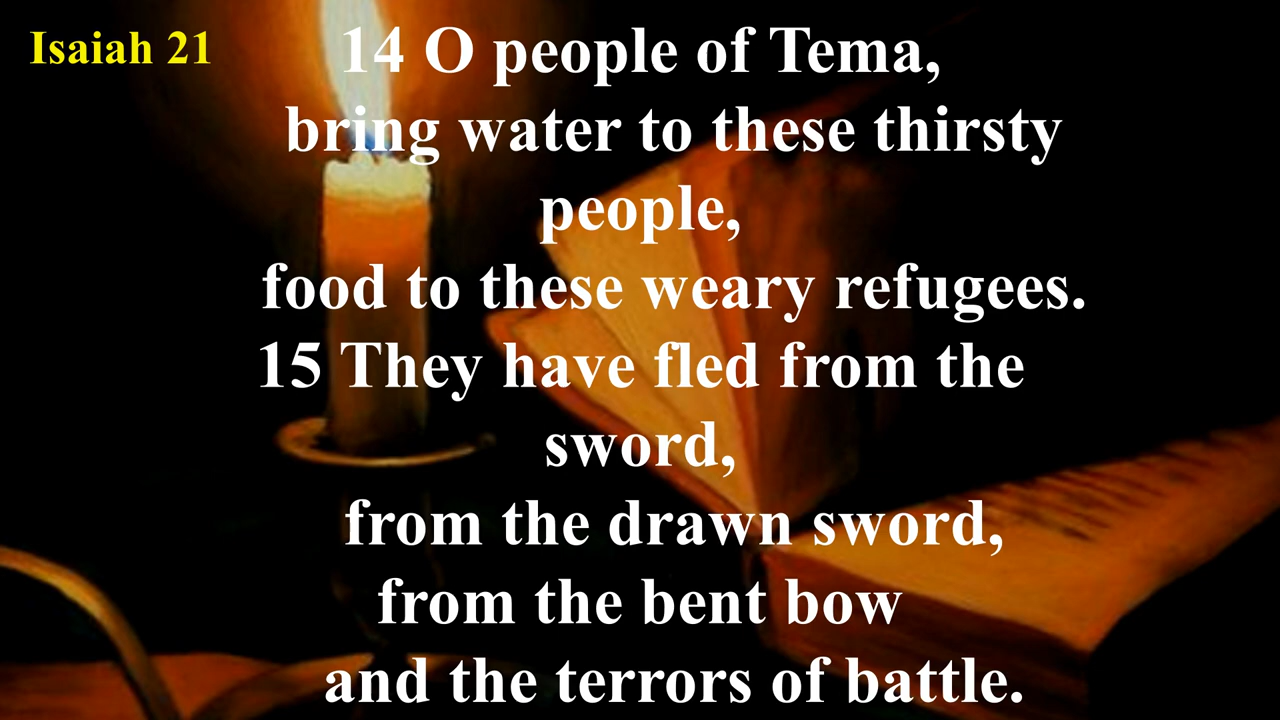 Isaiah 21
14 O people of Tema,
bring water to these thirsty
people,
food to these weary refugees.
15 They have fled from the
sword,
from the drawn sword,
from the bent bow
and the terrors of battle.